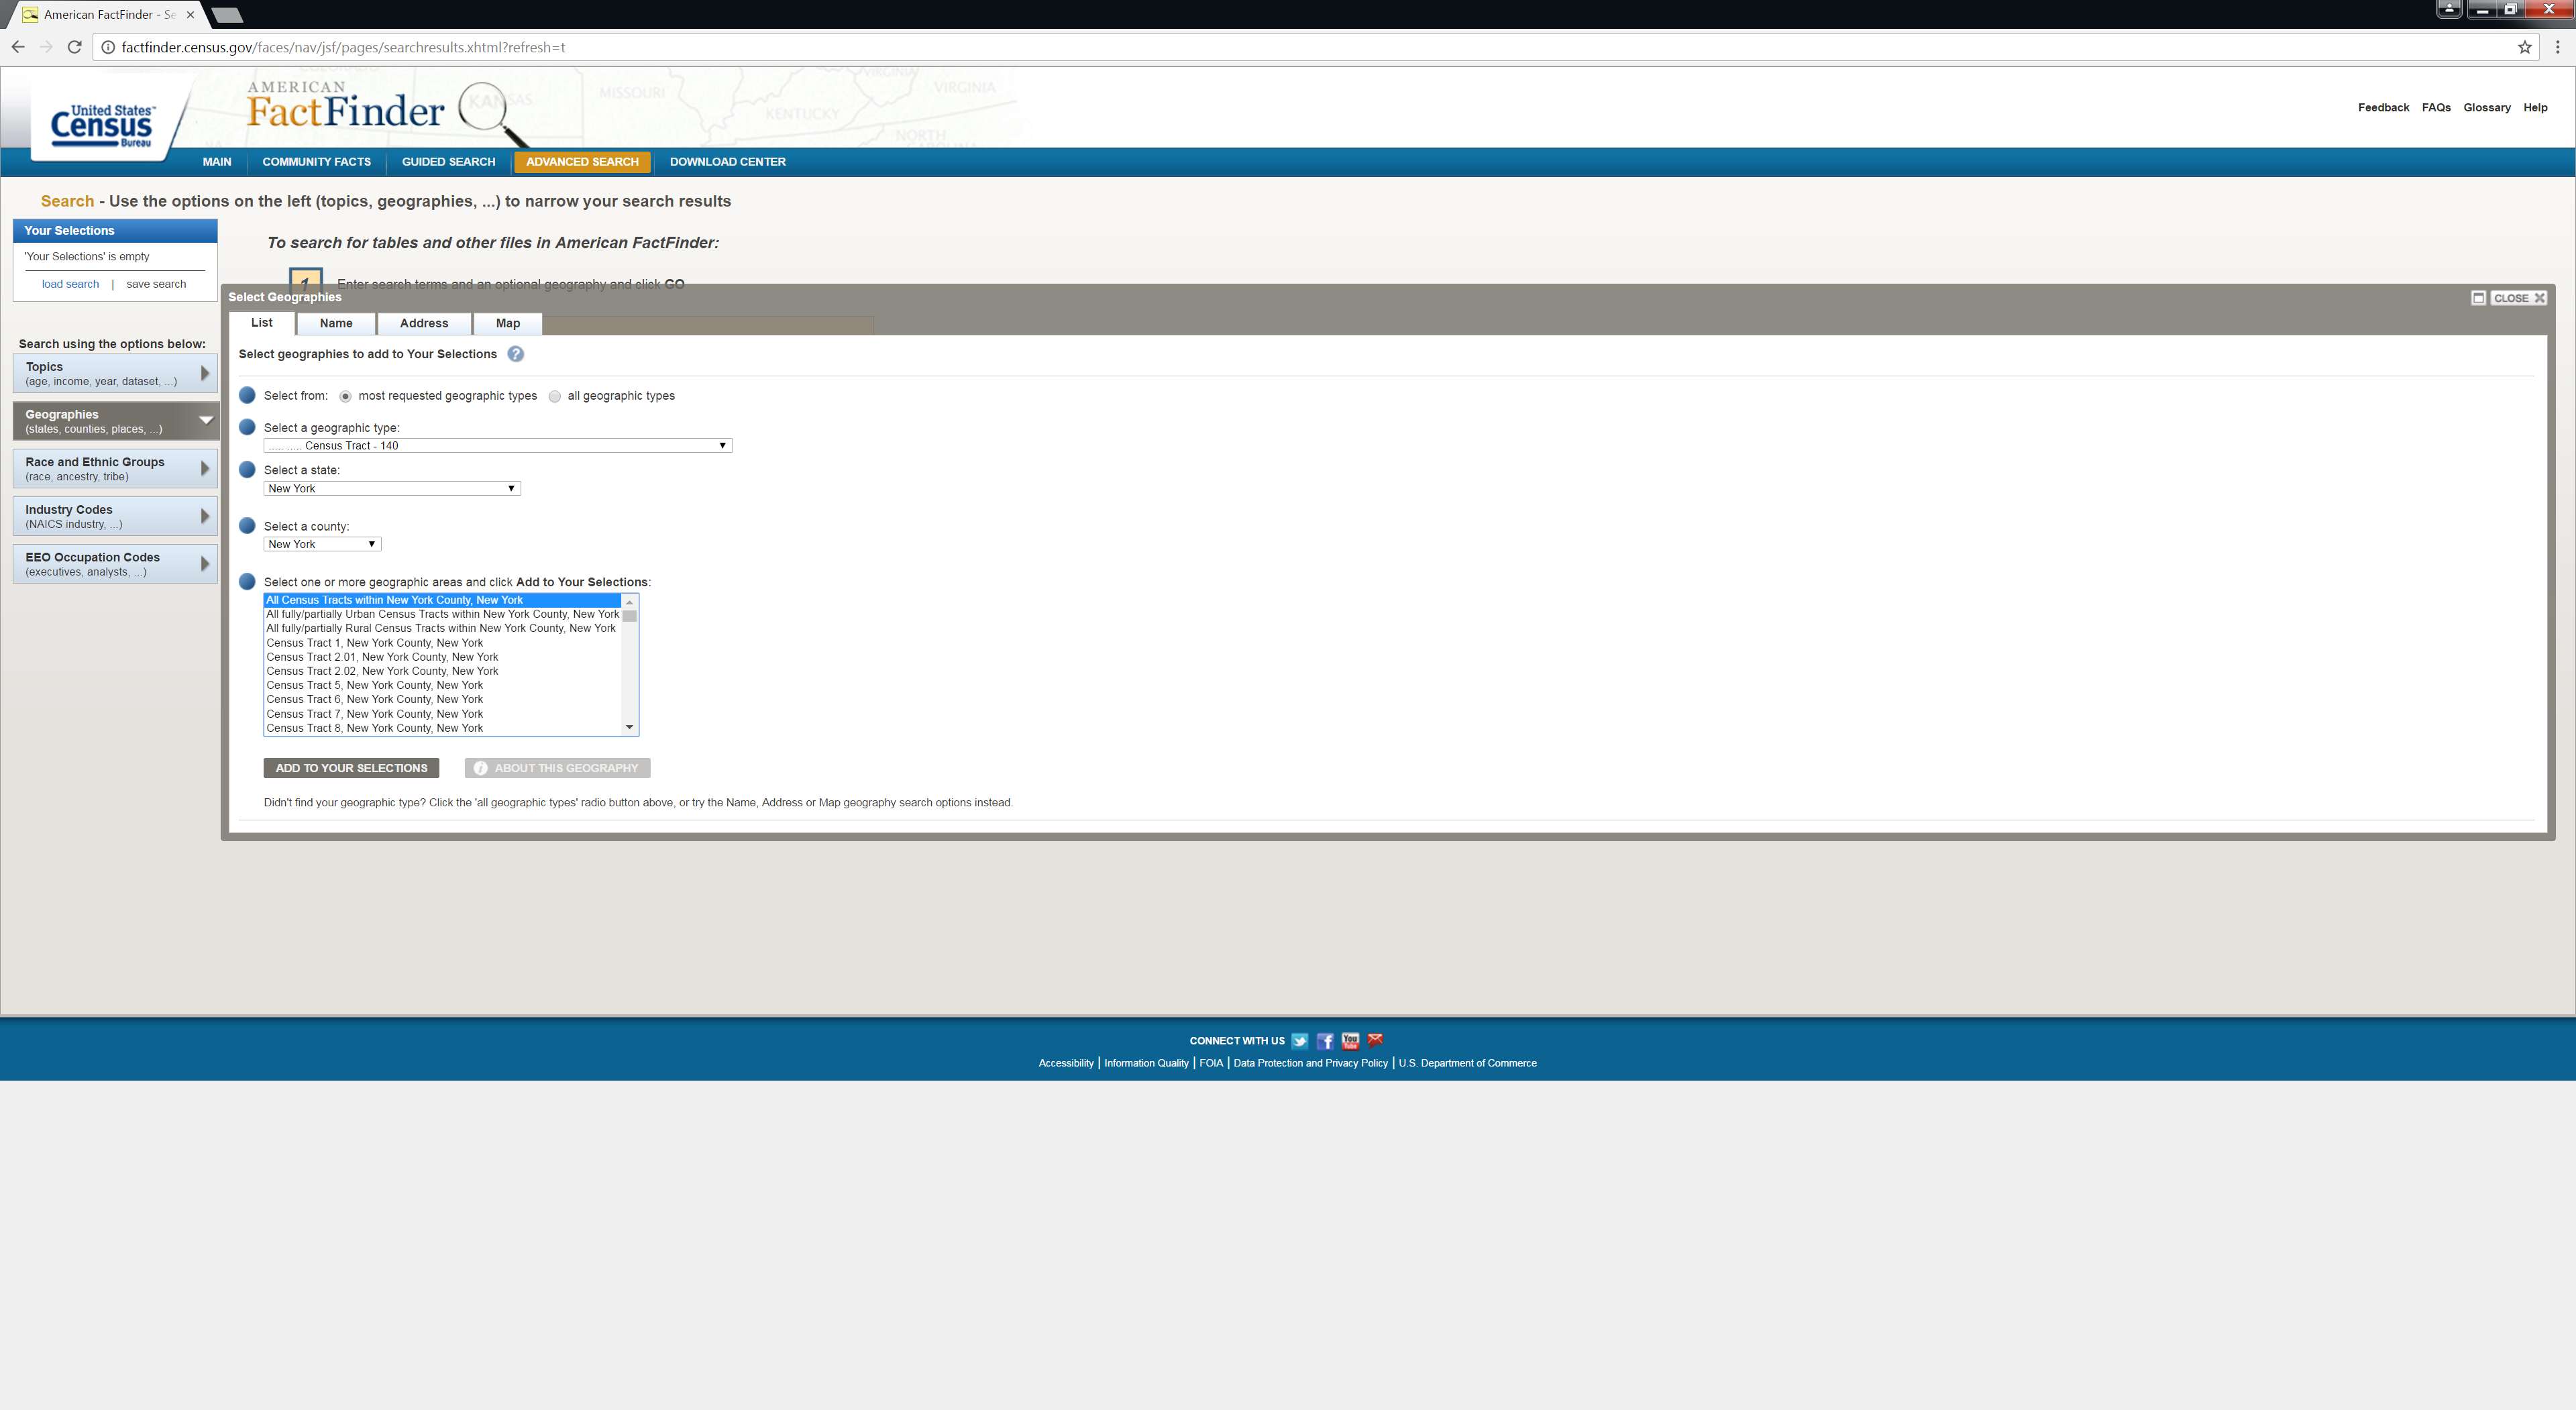 American FactFinder - Se
factfinder.census.gov/faces/nav/jsf/pages/searchresults.xhtml?refresh=t
United States™
Census
Bureau
AMERICAN
FactFinder
KANSAS
MISSOURI
KENTUCKY
VIRGINIA
VIRGINIA
NORTH
Feedback FAQs Glossary Help
MAIN COMMUNITY FACTS GUIDED SEARCH ADVANCED SEARCH DOWNLOAD CENTER
Search - Use the options on the left (topics, geographies, ...) to narrow your search results
Your Selections
'Your Selections' is empty
load search | save search
To search for tables and other files in American FactFinder:
1 Enter search terms and an optional geography and click GO
Search using the options below:
Topics
(age, income, year, dataset, ...)
Geographies
(states, counties, places, ...)
Race and Ethnic Groups
(race, ancestry, tribe)
Industry Codes
(NAICS industry, ...)
EEO Occupation Codes
(executives, analysts, ...)
Select Geographies
CLOSE X
List Name Address Map
Select geographies to add to Your Selections ?
Select from: most requested geographic types all geographic types
Select a geographic type:
..... ..... Census Tract - 140
Select a state:
New York
Select a county:
New York
Select one or more geographic areas and click Add to Your Selections:
All Census Tracts within New York County, New York
All fully/partially Urban Census Tracts within New York County, New York
All fully/partially Rural Census Tracts within New York County, New York
Census Tract 1, New York County, New York
Census Tract 2.01, New York County, New York
Census Tract 2.02, New York County, New York
Census Tract 5, New York County, New York
Census Tract 6, New York County, New York
Census Tract 7, New York County, New York
Census Tract 8, New York County, New York
ADD TO YOUR SELECTIONS i ABOUT THIS GEOGRAPHY
Didn't find your geographic type? Click the 'all geographic types' radio button above, or try the Name, Address or Map geography search options instead.
CONNECT WITH US
You Tube
Accessibility | Information Quality | FOIA | Data Protection and Privacy Policy | U.S. Department of Commerce